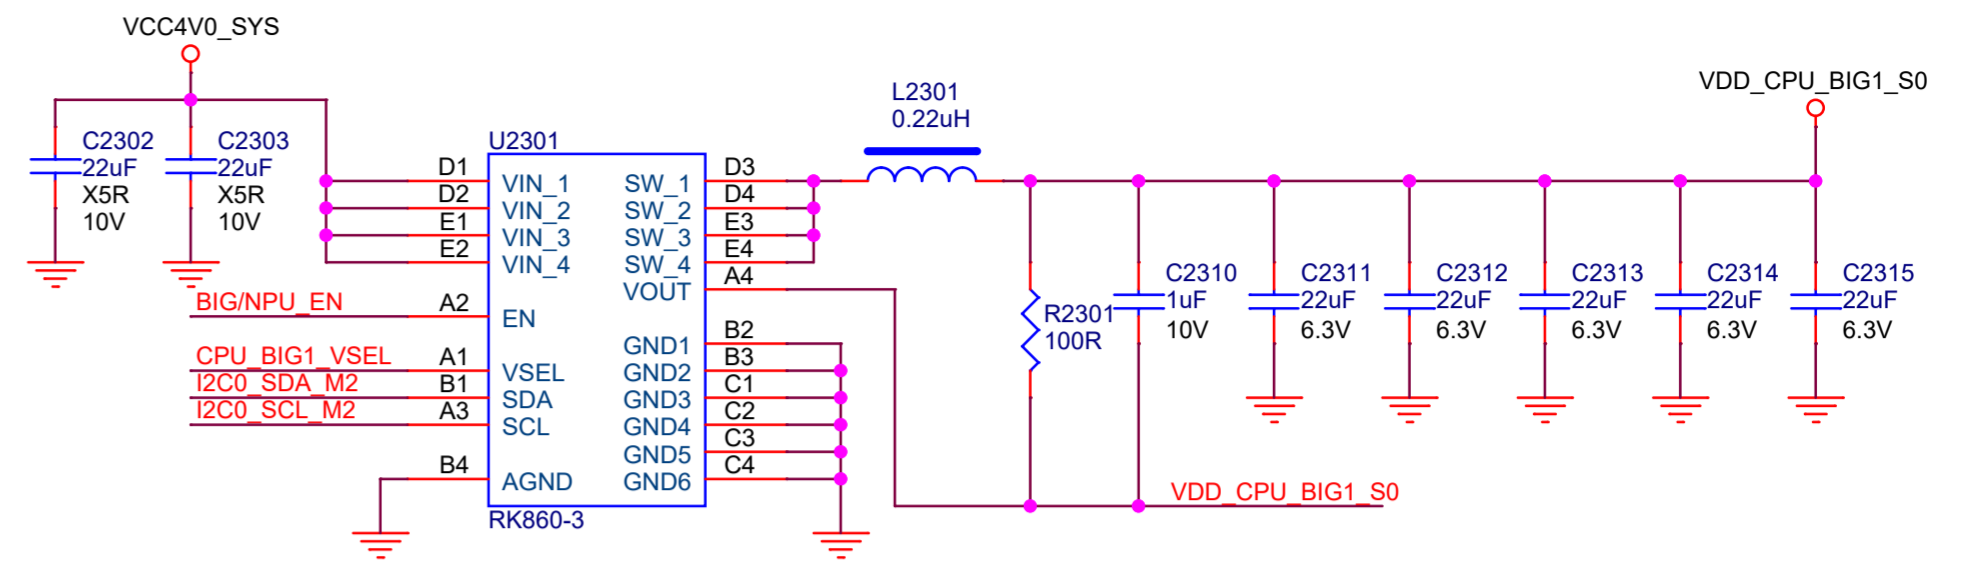 VCC4V0_SYS
C2302
22uF
X5R
10V
C2303
22uF
X5R
10V
U2301
D1
VIN_1
D2
VIN_2
E1
VIN_3
E2
VIN_4
BIG/NPU_EN
A2
EN
CPU_BIG1_VSEL
A1
VSEL
I2C0_SDA_M2
B1
SDA
I2C0_SCL_M2
A3
SCL
B4
AGND
RK860-3
SW_1
D3
SW_2
D4
SW_3
E3
SW_4
E4
VOUT
A4
GND1
B2
GND2
B3
GND3
C1
GND4
C2
GND5
C3
GND6
C4
L2301
0.22uH
R2301
100R
C2310
1uF
10V
C2311
22uF
6.3V
C2312
22uF
6.3V
C2313
22uF
6.3V
C2314
22uF
6.3V
C2315
22uF
6.3V
VDD_CPU_BIG1_S0
VDD_CPU_BIG1_S0